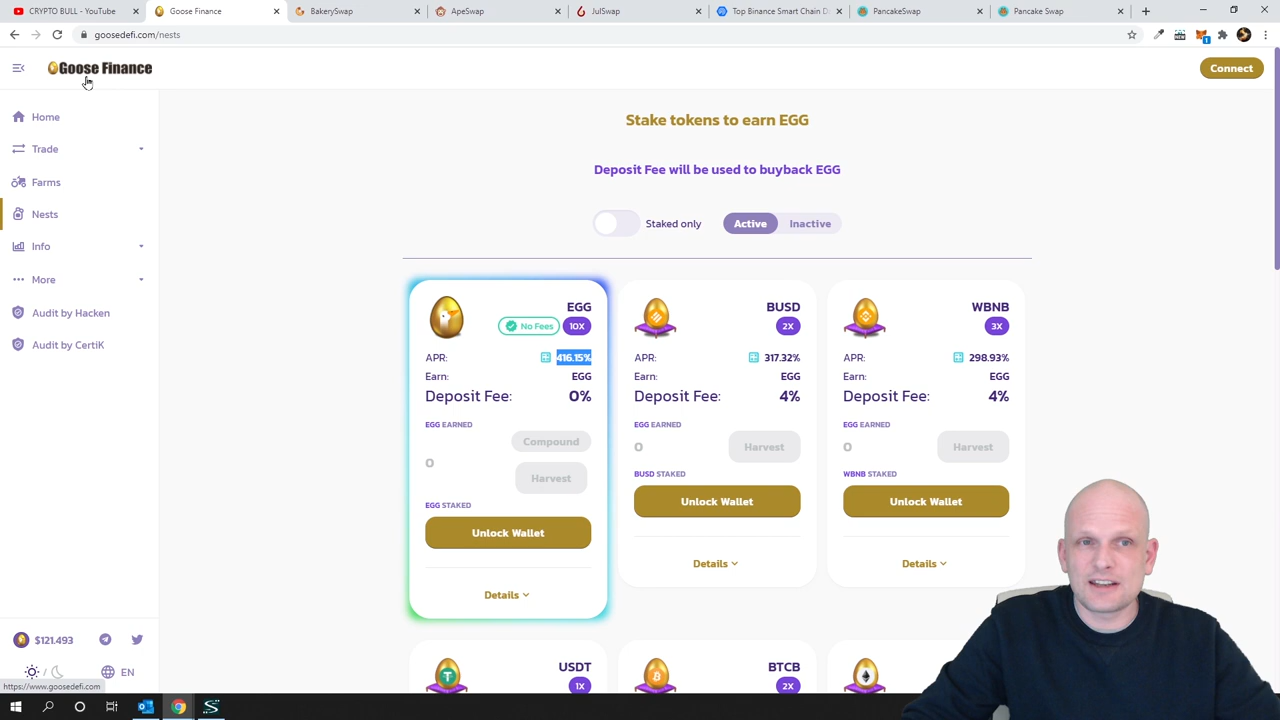 CRYPTO BULL - YouTube
Goose Finance
BakerySwap
ApeSwap
JulSwap
Top Binance Smart Chain D
PancakeSwap
Pancake Swap
goosedefi.com/nests
1
Goose Finance
Connect
Home
Trade
Farms
Nests
Info
More
Audit by Hacken
Audit by CertiK
Stake tokens to earn EGG
Deposit Fee will be used to buyback EGG
Staked only
Active
Inactive
EGG
No Fees
10X
APR:
416.15%
Earn:
EGG
Deposit Fee:
0%
EGG EARNED
Compound
0
Harvest
EGG STAKED
Unlock Wallet
Details
BUSD
2X
APR:
317.32%
Earn:
EGG
Deposit Fee:
4%
EGG EARNED
0
Harvest
BUSD STAKED
Unlock Wallet
Details
WBNB
3X
APR:
298.93%
Earn:
EGG
Deposit Fee:
4%
EGG EARNED
0
Harvest
WBNB STAKED
Unlock Wallet
Details
USDT
1X
BTCB
2X
$121.493
/
EN
https://www.goosedefi.com